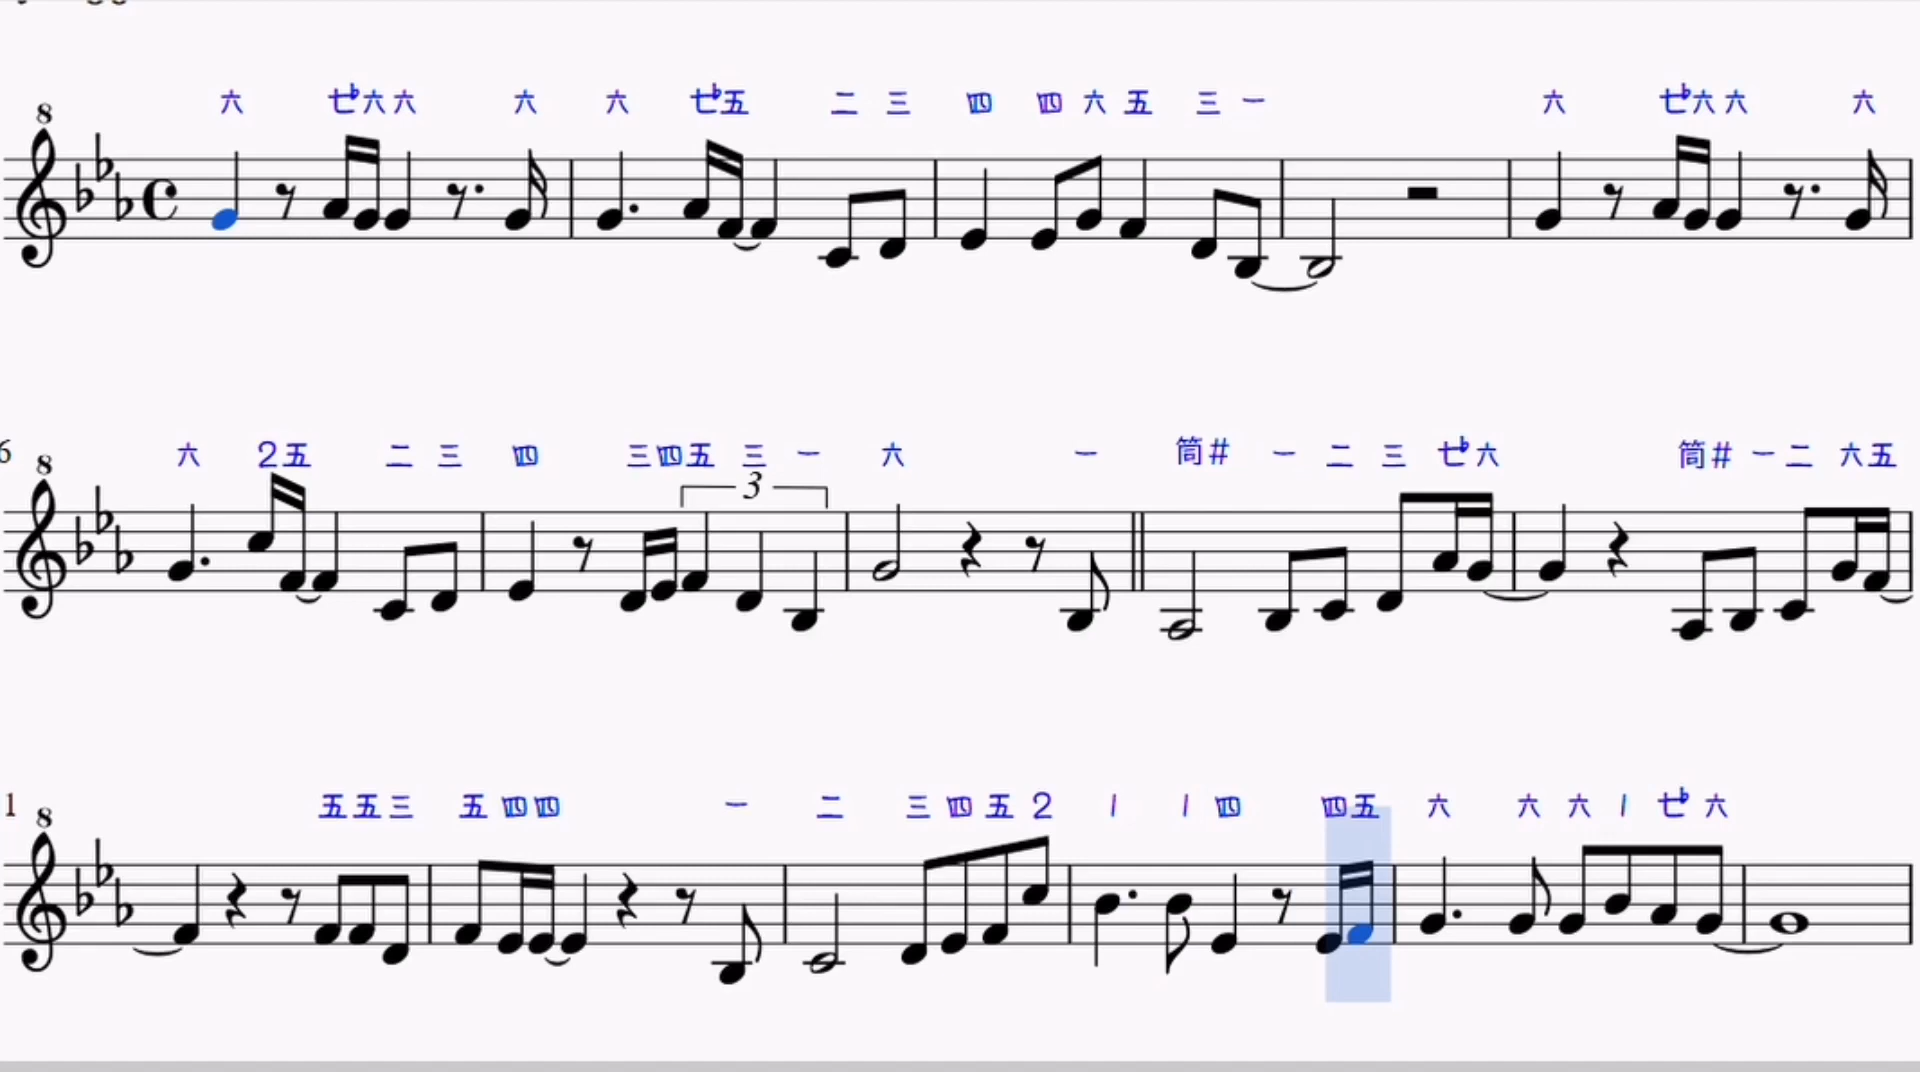 六 七♭六六 六 六 七♭五 二 三 四 四 六 五 三 一 六 七♭六六 六
8
6
六 2五 二 三 四 三四五 三 一 六 一 筒# 一 二 三 七♭六 筒#一二 六五
8
3
1
五五三 五四四 一 二 三 四 五 2 1 1 四 四五 六 六 六 1 七♭ 六
8